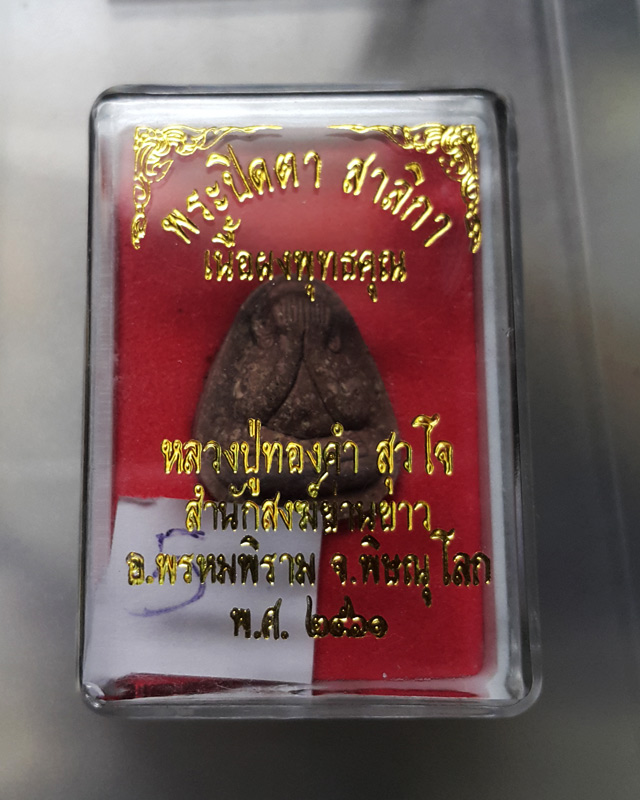 พระปิดตา สาลิกา
เนื้อผงพุทธคุณ
หลวงปู่ทองคำ สุวโจ
สำนักสงฆ์ย่านยาว
อ.พรหมพิราม จ.พิษณุโลก
พ.ศ. ๒๕๖๑
5